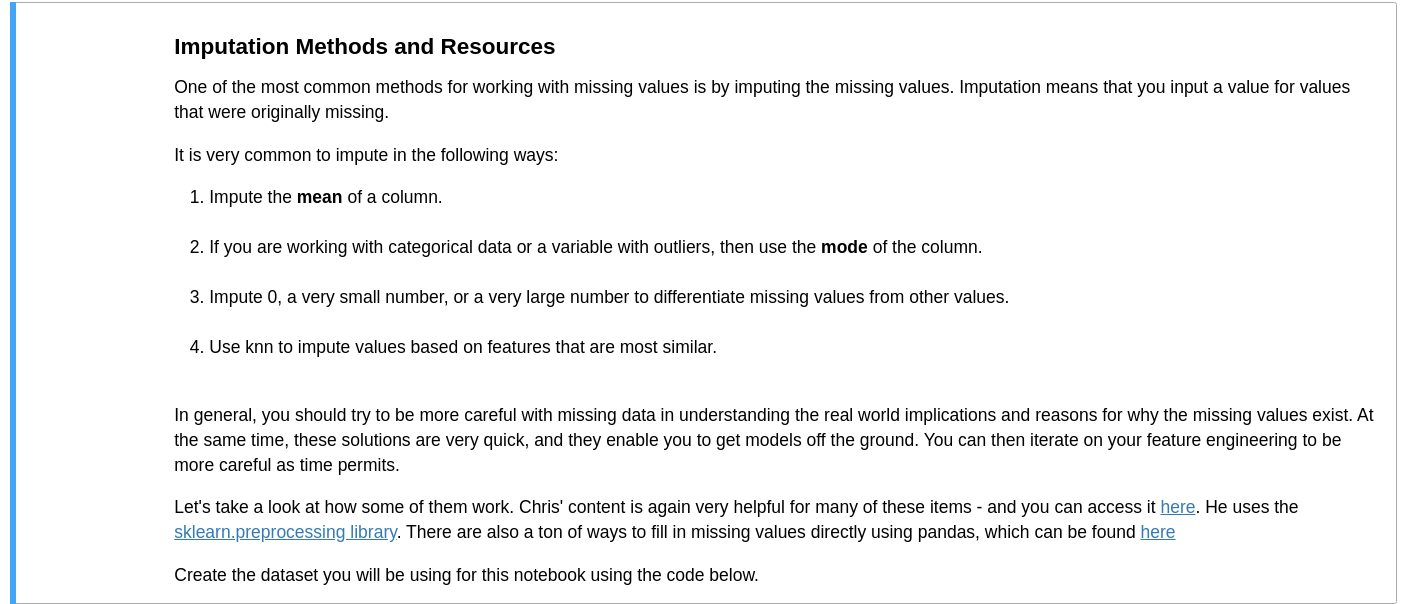 Imputation Methods and Resources
One of the most common methods for working with missing values is by imputing the missing values. Imputation means that you input a value for values
that were originally missing.
It is very common to impute in the following ways:
1. Impute the mean of a column.
2. If you are working with categorical data or a variable with outliers, then use the mode of the column.
3. Impute 0, a very small number, or a very large number to differentiate missing values from other values.
4. Use knn to impute values based on features that are most similar.
In general, you should try to be more careful with missing data in understanding the real world implications and reasons for why the missing values exist. At
the same time, these solutions are very quick, and they enable you to get models off the ground. You can then iterate on your feature engineering to be
more careful as time permits.
Let's take a look at how some of them work. Chris' content is again very helpful for many of these items - and you can access it here. He uses the
sklearn.preprocessing library. There are also a ton of ways to fill in missing values directly using pandas, which can be found here
Create the dataset you will be using for this notebook using the code below.